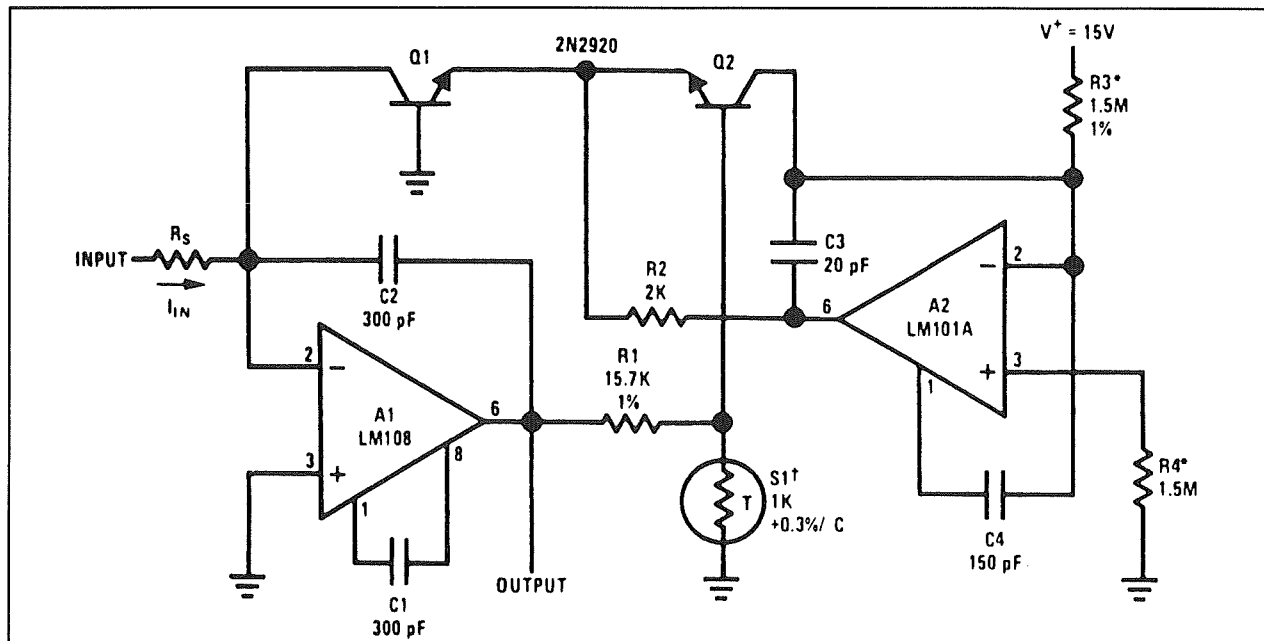 2N2920
Q1
Q2
V+ = 15V
R3*
1.5M
1%
INPUT
RS
IIN
C2
300 pF
R2
2K
C3
20 pF
R1
15.7K
1%
2
3
6
8
1
−
+
A1
LM108
C1
300 pF
OUTPUT
S1†
T
1K
+0.3%/ C
6
2
3
1
−
+
A2
LM101A
C4
150 pF
R4*
1.5M